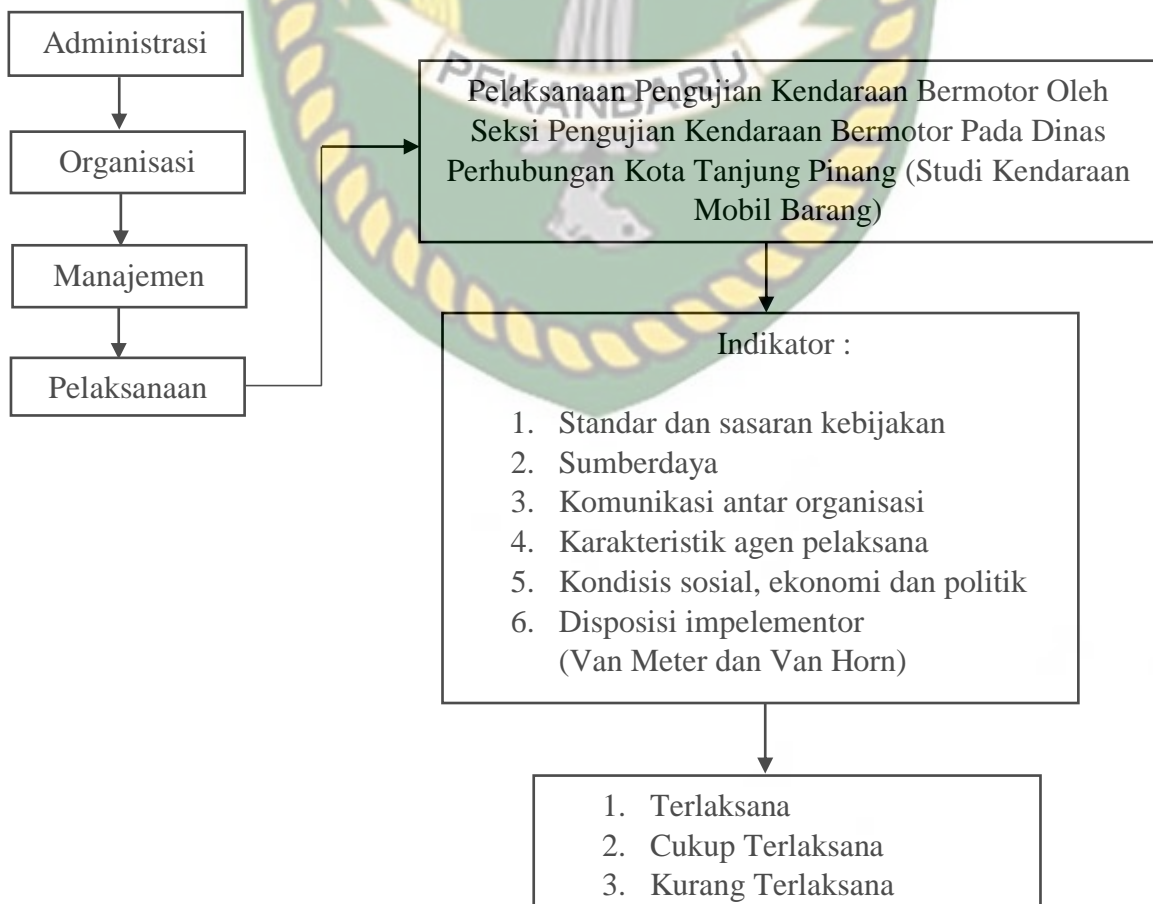 Administrasi
Organisasi
Manajemen
Pelaksanaan
PEKANBARU
Pelaksanaan Pengujian Kendaraan Bermotor Oleh
Seksi Pengujian Kendaraan Bermotor Pada Dinas
Perhubungan Kota Tanjung Pinang (Studi Kendaraan
Mobil Barang)
Indikator :
1. Standar dan sasaran kebijakan
2. Sumberdaya
3. Komunikasi antar organisasi
4. Karakteristik agen pelaksana
5. Kondisis sosial, ekonomi dan politik
6. Disposisi impelementor
(Van Meter dan Van Horn)
1. Terlaksana
2. Cukup Terlaksana
3. Kurang Terlaksana